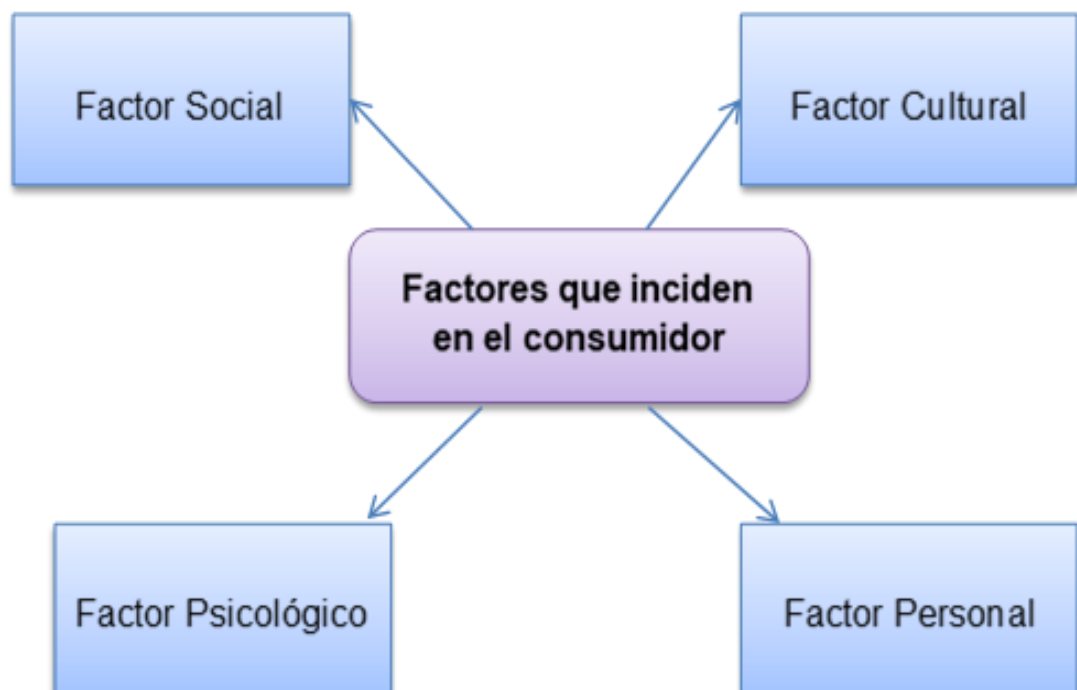 Factor Social
Factor Cultural
Factores que inciden
en el consumidor
Factor Psicológico
Factor Personal